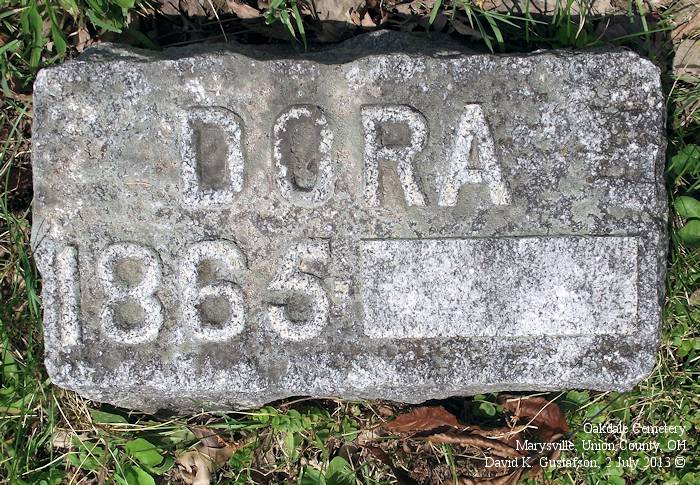 DORA
1865-
Oakdale Cemetery
Marysville, Union County, OH
David K. Gustafson, 2 July 2013 ©